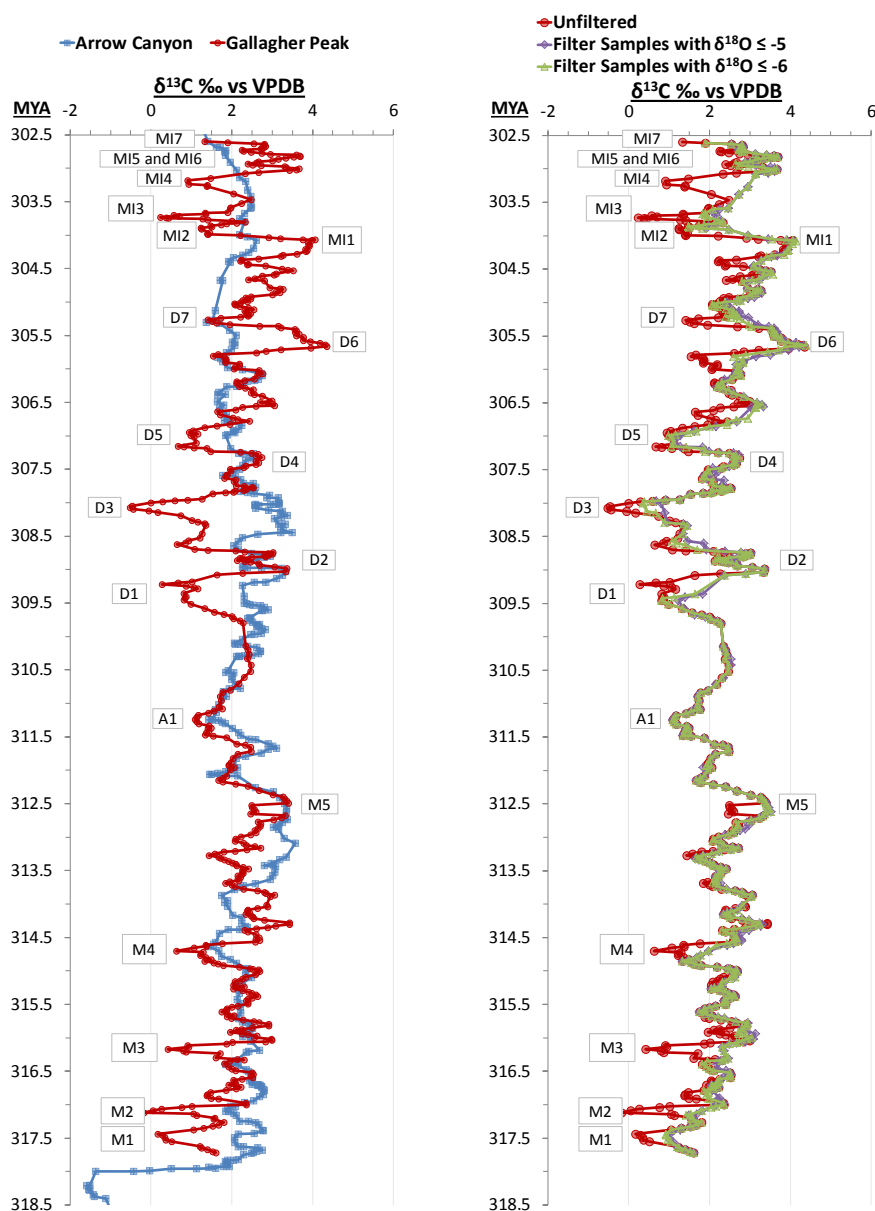 Arrow Canyon Gallagher Peak
δ13C ‰ vs VPDB
MYA -2 0 2 4 6
302.5
MI7
MI5 and MI6
MI4
303.5
MI3
MI2
MI1
304.5
D7
305.5
D6
306.5
D5
D4
307.5
D3
308.5
D2
D1
309.5
310.5
A1
311.5
312.5
M5
313.5
314.5
M4
315.5
M3
316.5
M2
M1
317.5
318.5
Unfiltered
Filter Samples with δ18O ≤ -5
Filter Samples with δ18O ≤ -6
δ13C ‰ vs VPDB
MYA -2 0 2 4 6
302.5
MI7
MI5 and MI6
MI4
303.5
MI3
MI2
MI1
304.5
D7
305.5
D6
306.5
D5
D4
307.5
D3
308.5
D2
D1
309.5
310.5
A1
311.5
312.5
M5
313.5
314.5
M4
315.5
M3
316.5
M2
M1
317.5
318.5